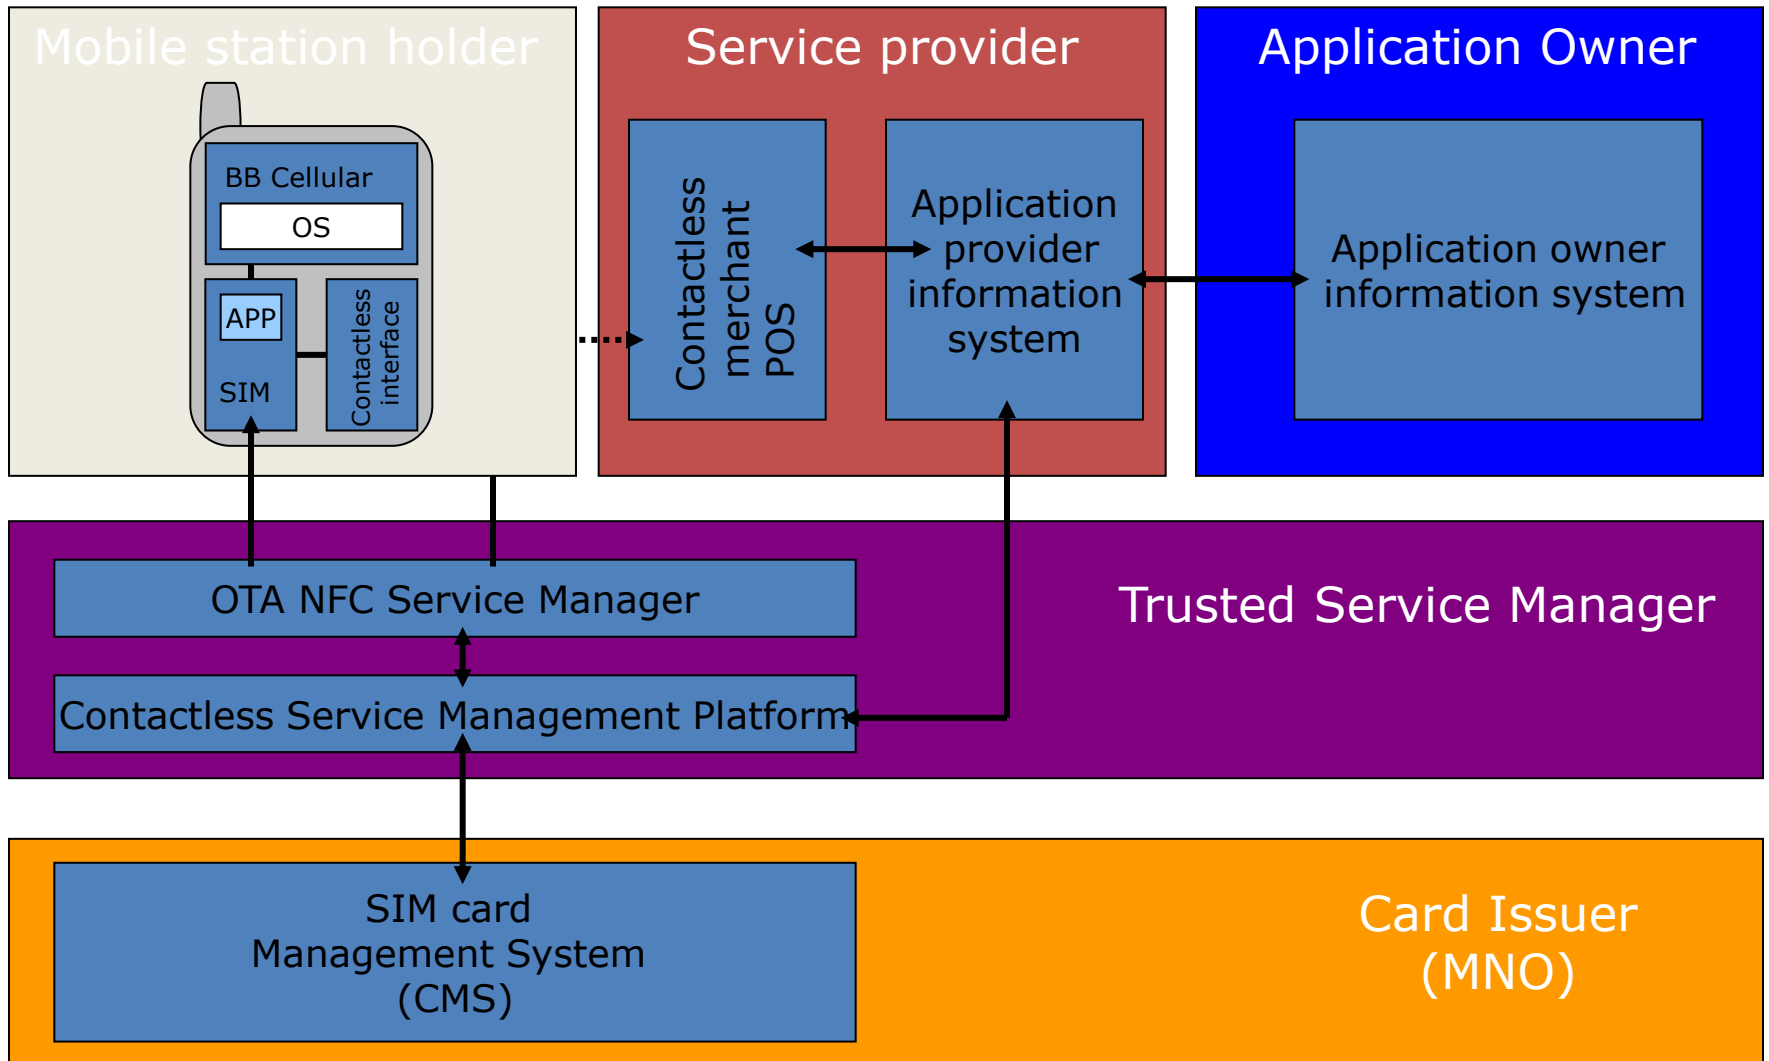 Mobile station holder
BB Cellular
OS
APP
SIM
Contactless
interface
Service provider
Contactless
merchant
POS
Application
provider
information
system
Application Owner
Application owner
information system
OTA NFC Service Manager
Trusted Service Manager
Contactless Service Management Platform
SIM card
Management System
(CMS)
Card Issuer
(MNO)